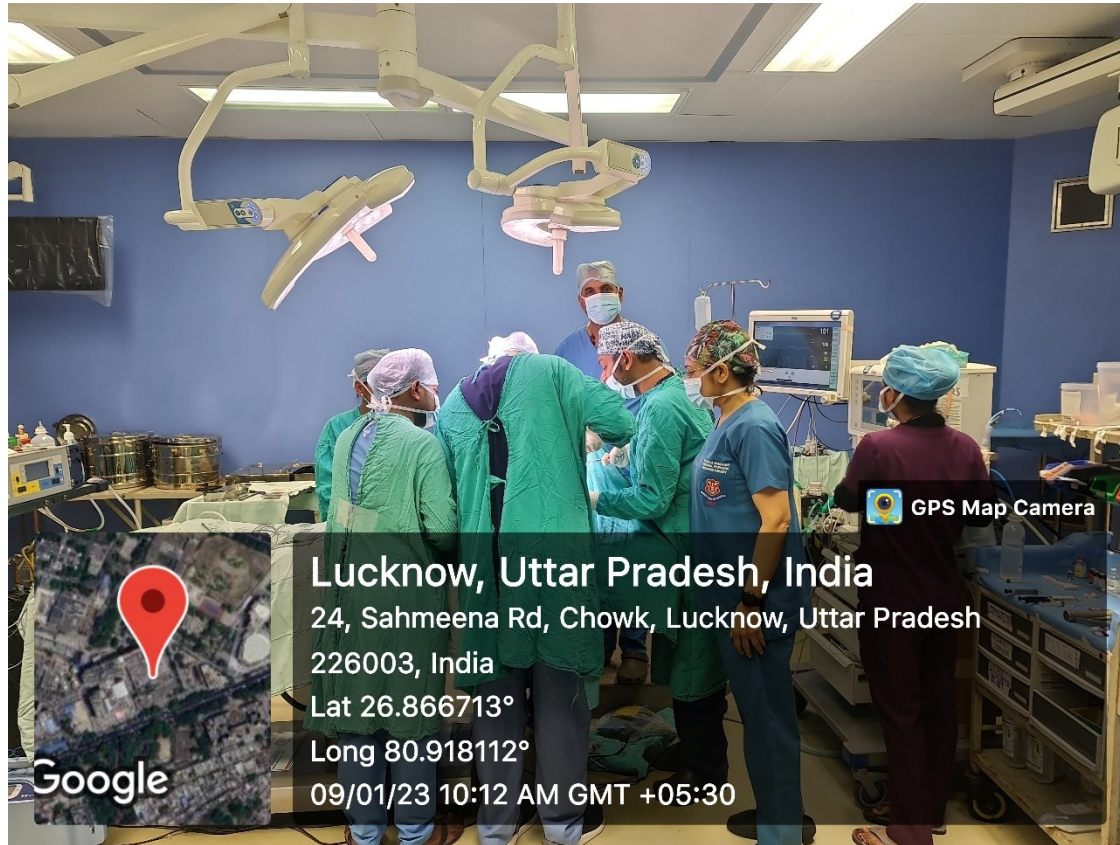 GPS Map Camera
Lucknow, Uttar Pradesh, India
24, Sahmeena Rd, Chowk, Lucknow, Uttar Pradesh
226003, India
Lat 26.866713°
Long 80.918112°
09/01/23 10:12 AM GMT +05:30
Google